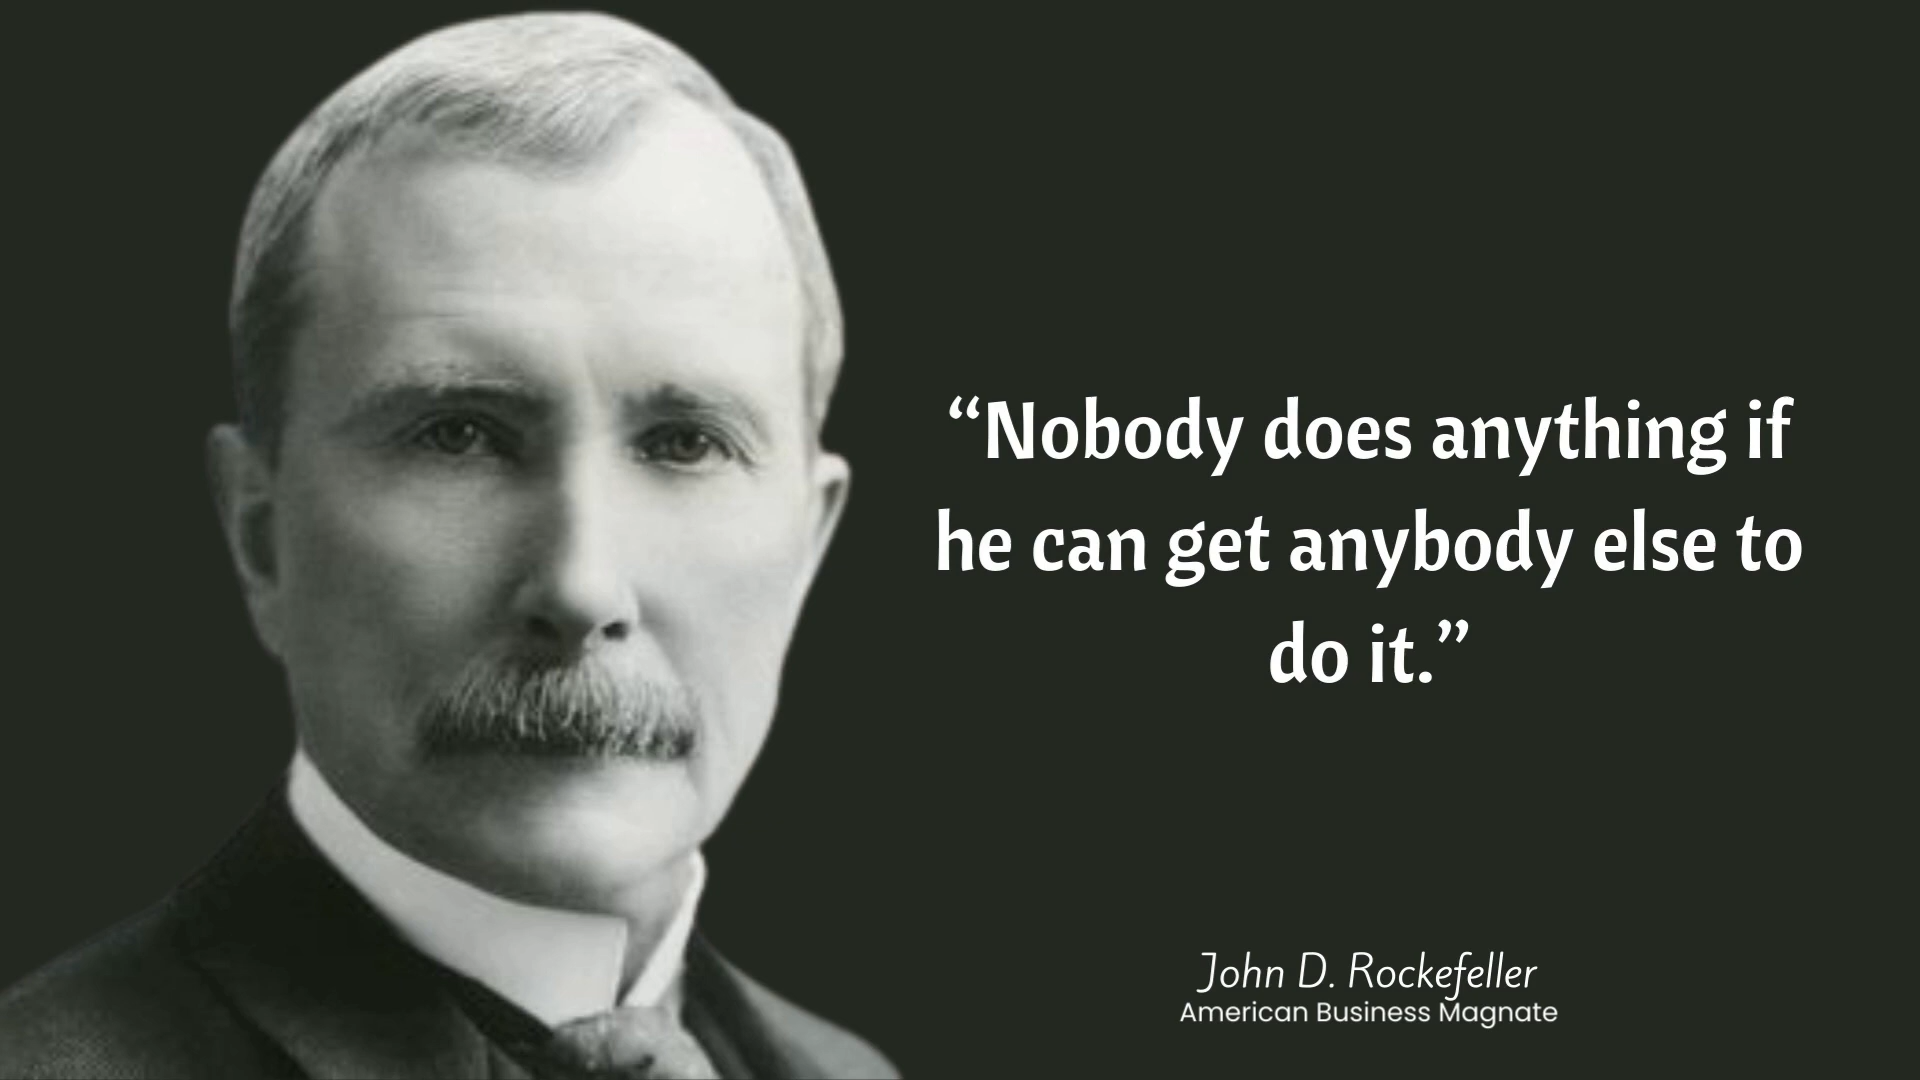 “Nobody does anything if
he can get anybody else to
do it.”
John D. Rockefeller
American Business Magnate